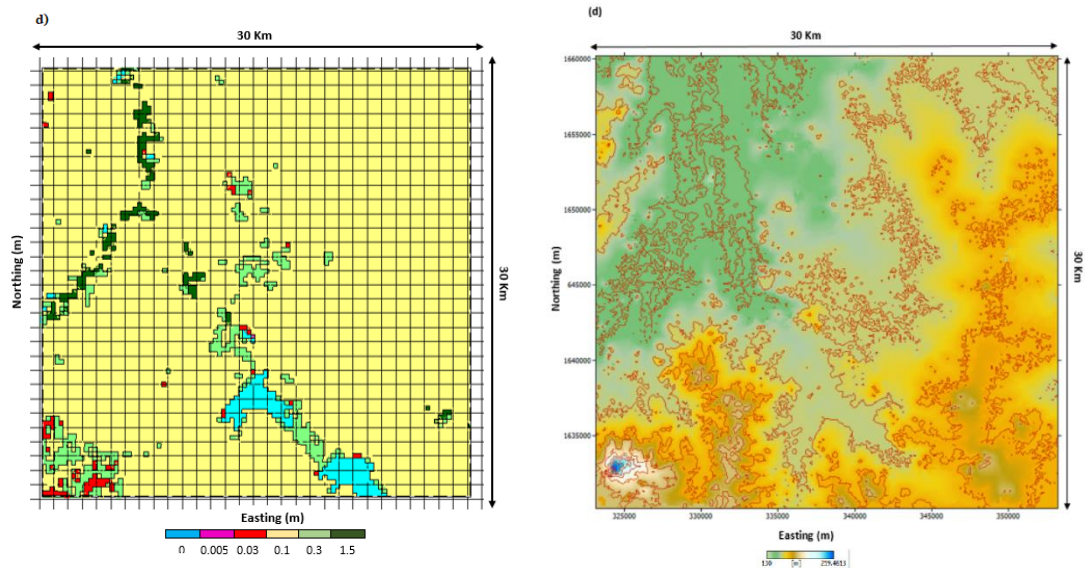 d)
30 Km
Northing (m)
30 Km
Easting (m)
0 0.005 0.03 0.1 0.3 1.5
(d)
30 Km
1660000
1655000
1650000
1645000
1640000
1635000
Northing (m)
30 Km
325000 330000 335000 340000 345000 350000
Easting (m)
130 [m] 219.4613